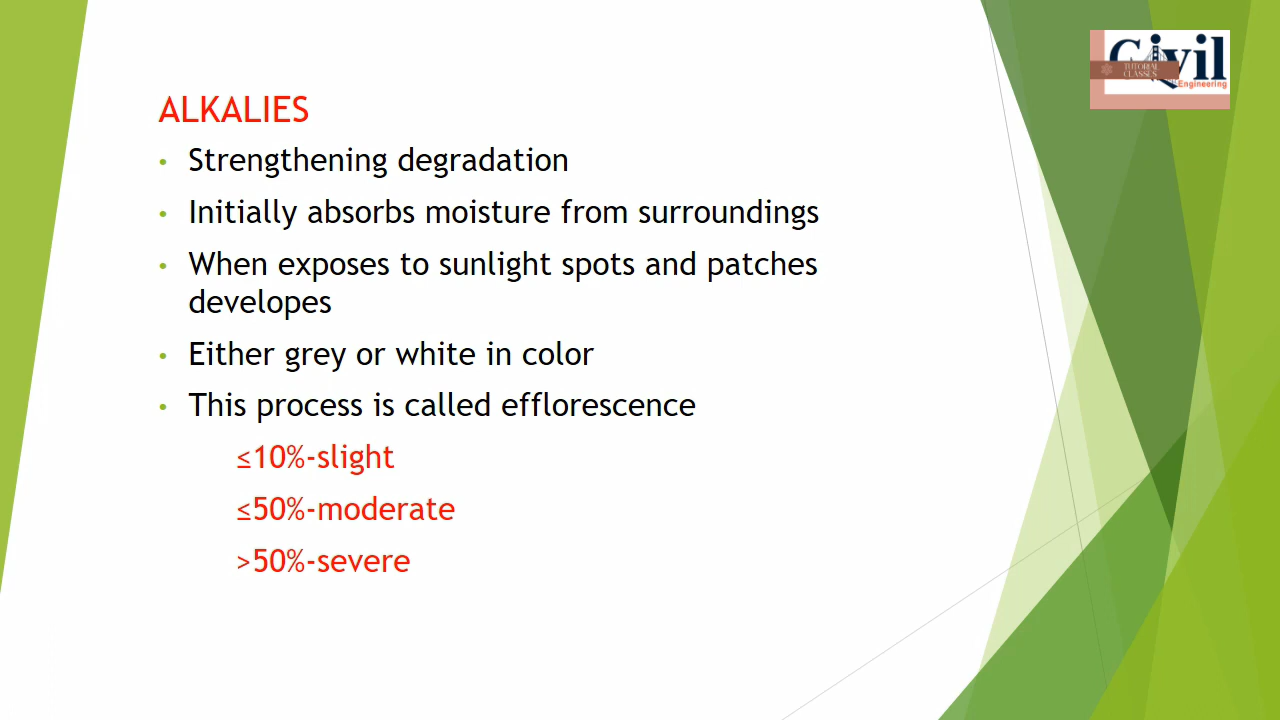 Civil
TUTORIAL
CLASSES
Engineering
ALKALIES
• Strengthening degradation
• Initially absorbs moisture from surroundings
• When exposes to sunlight spots and patches
developes
• Either grey or white in color
• This process is called efflorescence
≤10%-slight
≤50%-moderate
>50%-severe